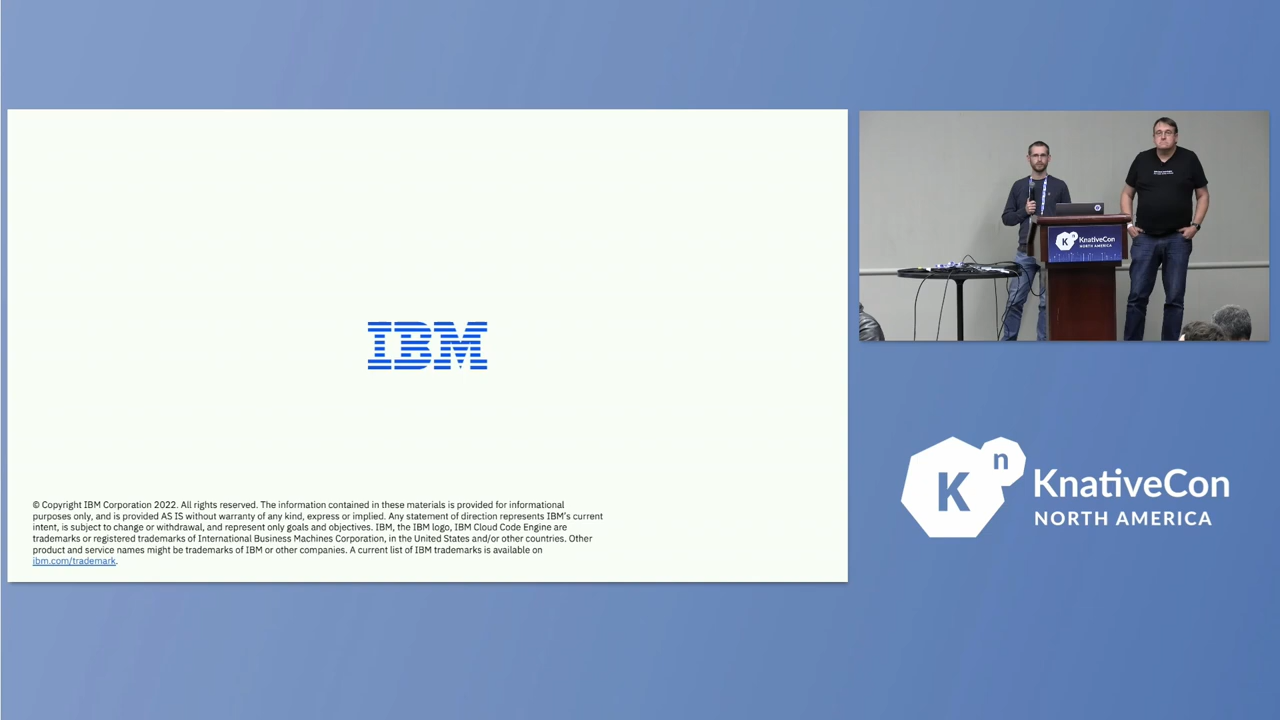 IBM
© Copyright IBM Corporation 2022. All rights reserved. The information contained in these materials is provided for informational
purposes only, and is provided AS IS without warranty of any kind, express or implied. Any statement of direction represents IBM's current
intent, is subject to change or withdrawal, and represent only goals and objectives. IBM, the IBM logo, IBM Cloud Code Engine are
trademarks or registered trademarks of International Business Machines Corporation, in the United States and/or other countries. Other
product and service names might be trademarks of IBM or other companies. A current list of IBM trademarks is available on
ibm.com/trademark.
K n
KnativeCon
NORTH AMERICA
K n
KnativeCon
NORTH AMERICA